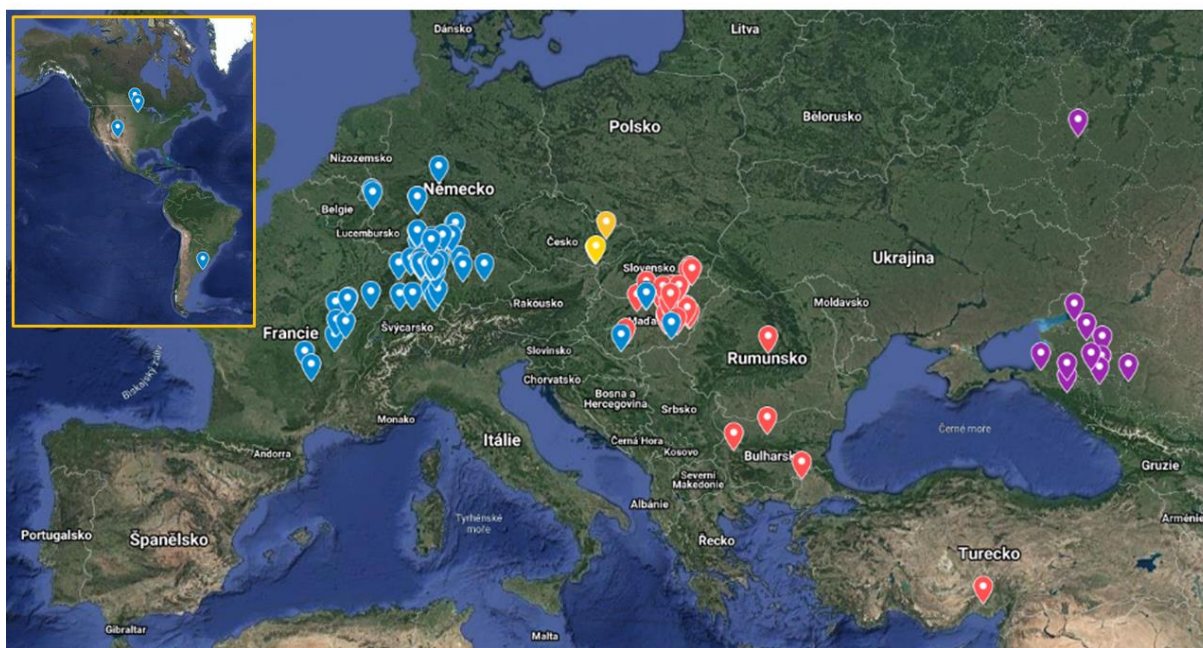 Dánsko
Litva
Polsko
Bělorusko
Nizozemsko
Německo
Belgie
Lucembursko
Česko
Ukrajina
Slovensko
Rakousko
Moldavsko
Maďa
Francie
Švýcarsko
Rumunsko
Slovinsko
Chorvatsko
Biskajský záliv
Bosna a
Hercegovina
Srbsko
Monako
Itálie
Černá Hora
Kosovo
Bulharsk
Černé moře
Andorra
Severní
Makedonie
Gruzie
Albánie
Tyrhénské
moře
Arménie
Portugalsko
Španělsko
Řecko
Turecko
Gibraltar
Malta